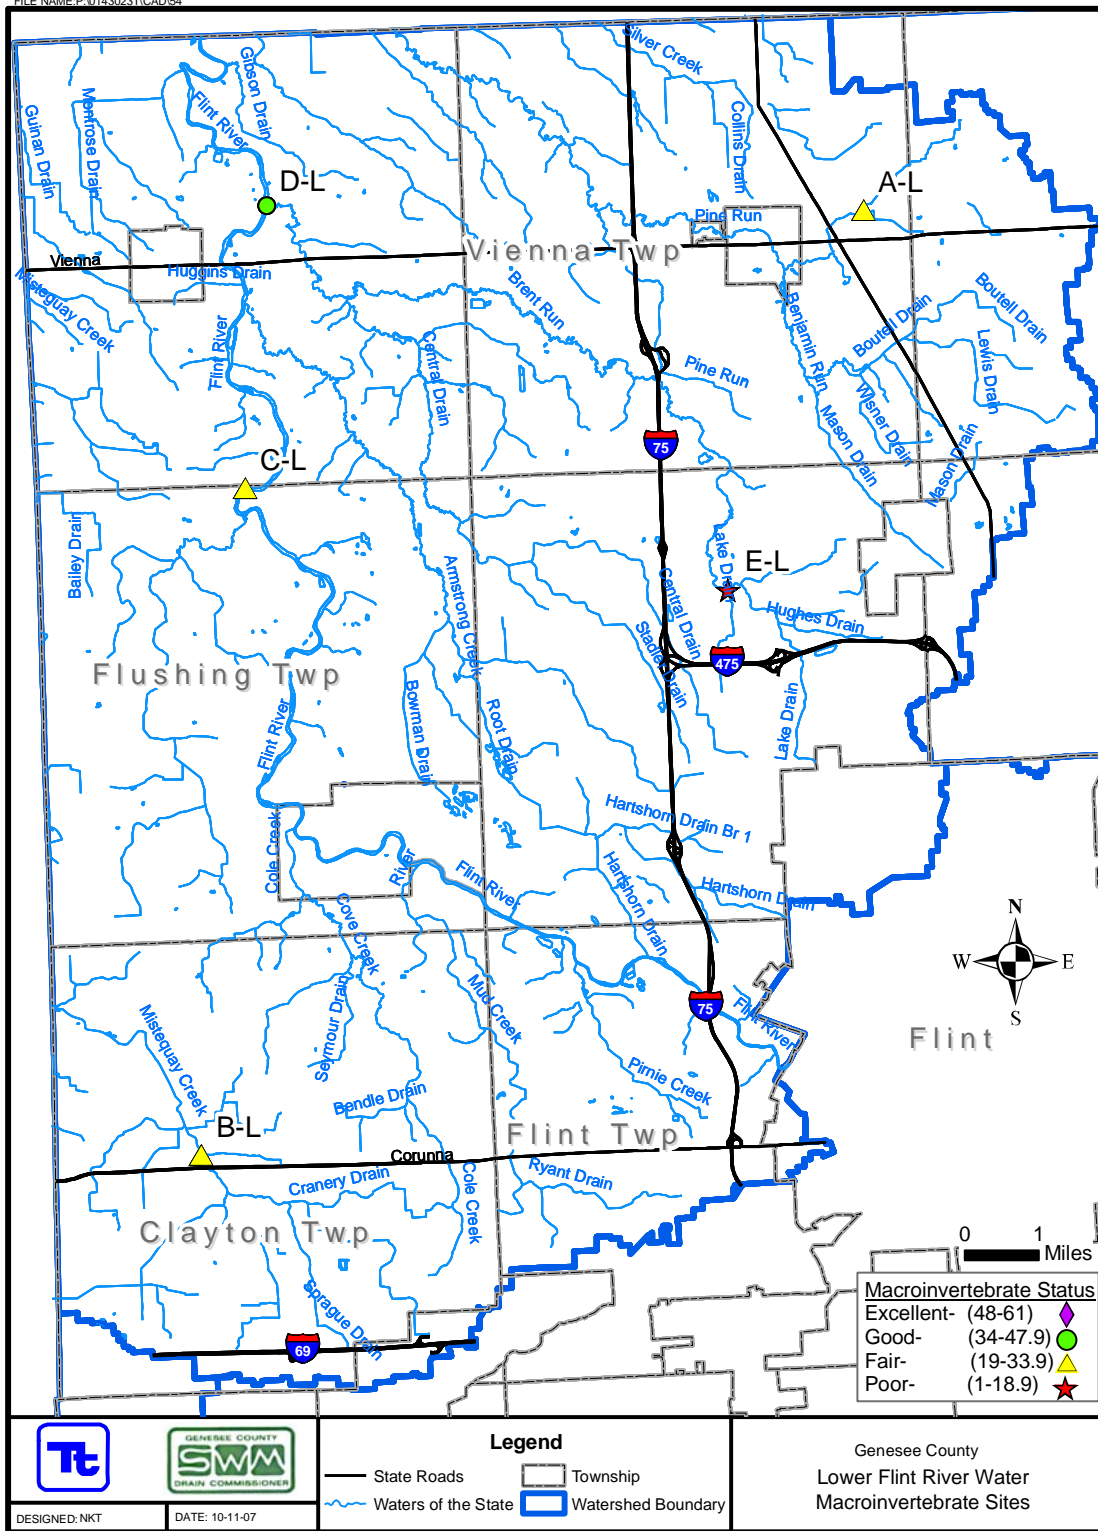 FILE NAME:P:\01430231\CAD\94
Silver Creek
Gibson Drain
Flint River
Montrose Drain
Guinan Drain
Collins Drain
D-L
A-L
Pine Run
Vienna Twp
Vienna
Huggins Drain
Misteguay Creek
Brent Run
Boutell Drain
Boutell Drain
Benjamin Run
Flint River
Central Drain
Lewis Drain
Pine Run
Wisner Drain
Mason Drain
Mason Drain
75
C-L
Bailey Drain
Lake Drain
E-L
Armstrong Creek
Central Drain
Hughes Drain
Stadler Drain
475
Flushing Twp
Bowman Drain
Root Drain
Lake Drain
Flint River
Hartshorn Drain Br 1
Cole Creek
River
Flint River
Hartshorn Drain
Hartshorn Drain
Cove Creek
N
W
E
S
Mud Creek
Seymour Drain
Mistequay Creek
75
Flint River
Flint
Pirnie Creek
Bendle Drain
B-L
Flint Twp
Corunna
Cranery Drain
Ryant Drain
Cole Creek
Clayton Twp
0 1
Miles
Sprague Drain
69
Macroinvertebrate Status
Excellent- (48-61)
Good- (34-47.9)
Fair- (19-33.9)
Poor- (1-18.9)
Tt
GENESEE COUNTY
SWM
DRAIN COMMISSIONER
Legend
State Roads
Township
Waters of the State
Watershed Boundary
Genesee County
Lower Flint River Water
Macroinvertebrate Sites
DESIGNED: NKT
DATE: 10-11-07